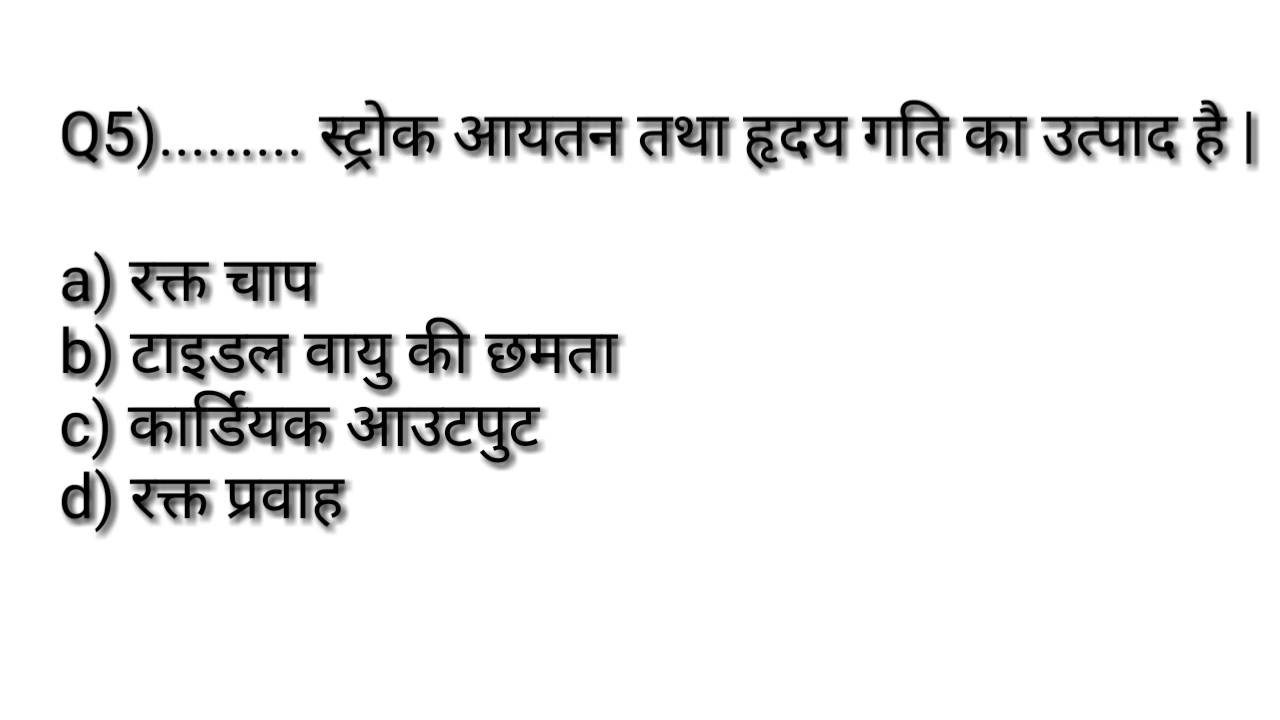 Q5)......... स्ट्रोक आयतन तथा हृदय गति का उत्पाद है |
a) रक्त चाप
b) टाइडल वायु की छमता
c) कार्डियक आउटपुट
d) रक्त प्रवाह